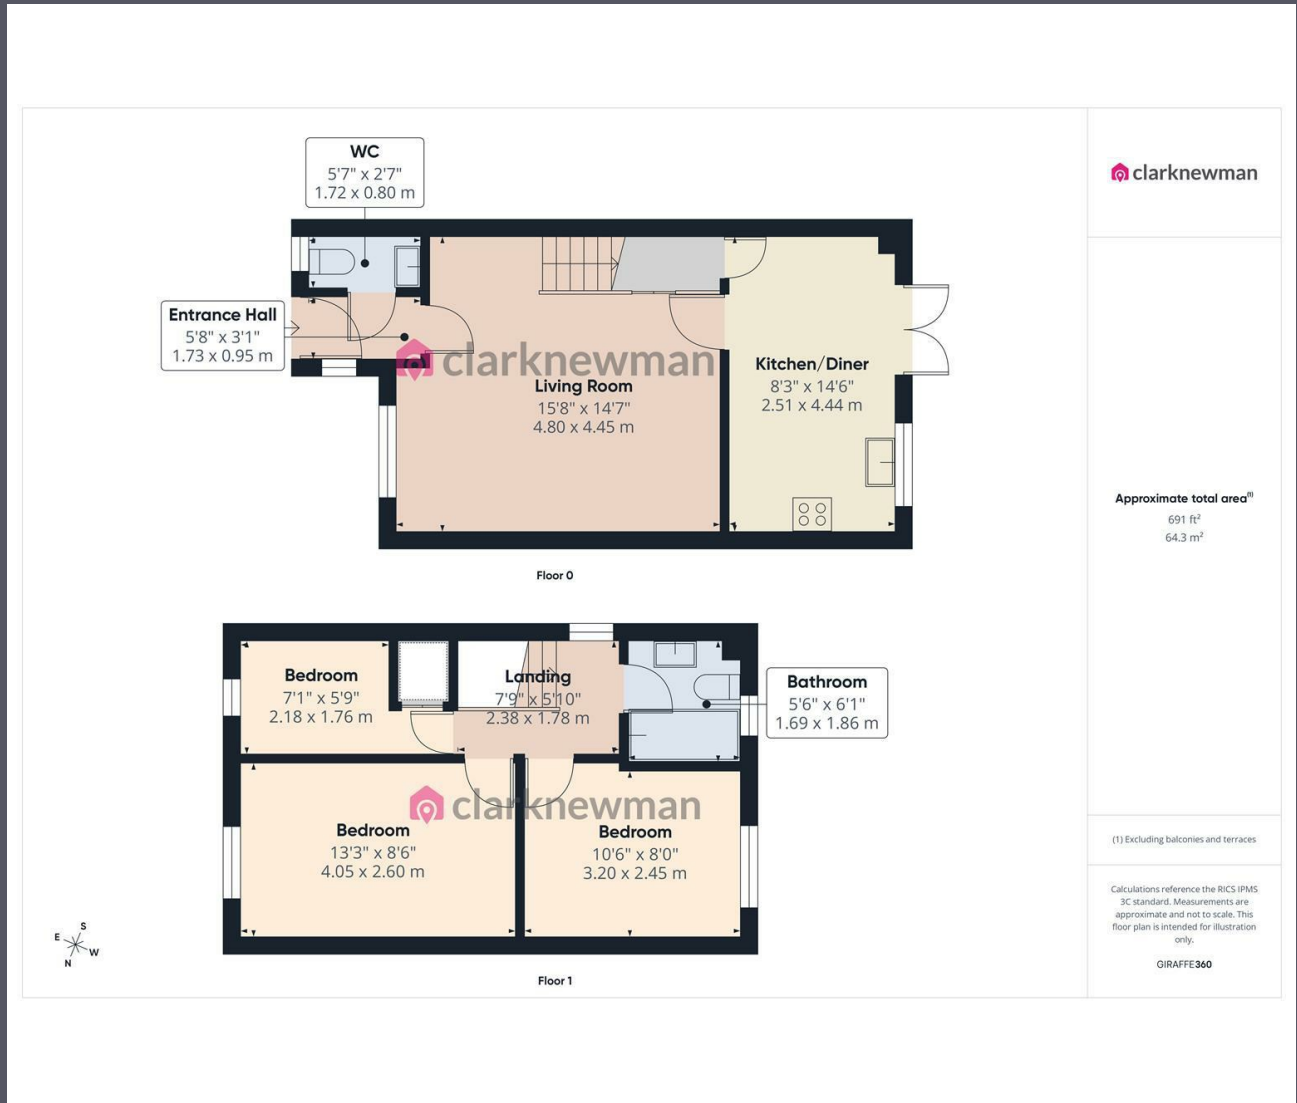 WC
5'7" x 2'7"
1.72 x 0.80 m
Entrance Hall
5'8" x 3'1"
1.73 x 0.95 m
clarknewman
Living Room
15'8" x 14'7"
4.80 x 4.45 m
Kitchen/Diner
8'3" x 14'6"
2.51 x 4.44 m
Floor 0
Bedroom
7'1" x 5'9"
2.18 x 1.76 m
Landing
7'9" x 5'10"
2.38 x 1.78 m
Bathroom
5'6" x 6'1"
1.69 x 1.86 m
clarknewman
Bedroom
13'3" x 8'6"
4.05 x 2.60 m
Bedroom
10'6" x 8'0"
3.20 x 2.45 m
S
E
W
N
Floor 1
clarknewman
Approximate total area(1)
691 ft²
64.3 m²
(1) Excluding balconies and terraces
Calculations reference the RICS IPMS
3C standard. Measurements are
approximate and not to scale. This
floor plan is intended for illustration
only.
GIRAFFE360